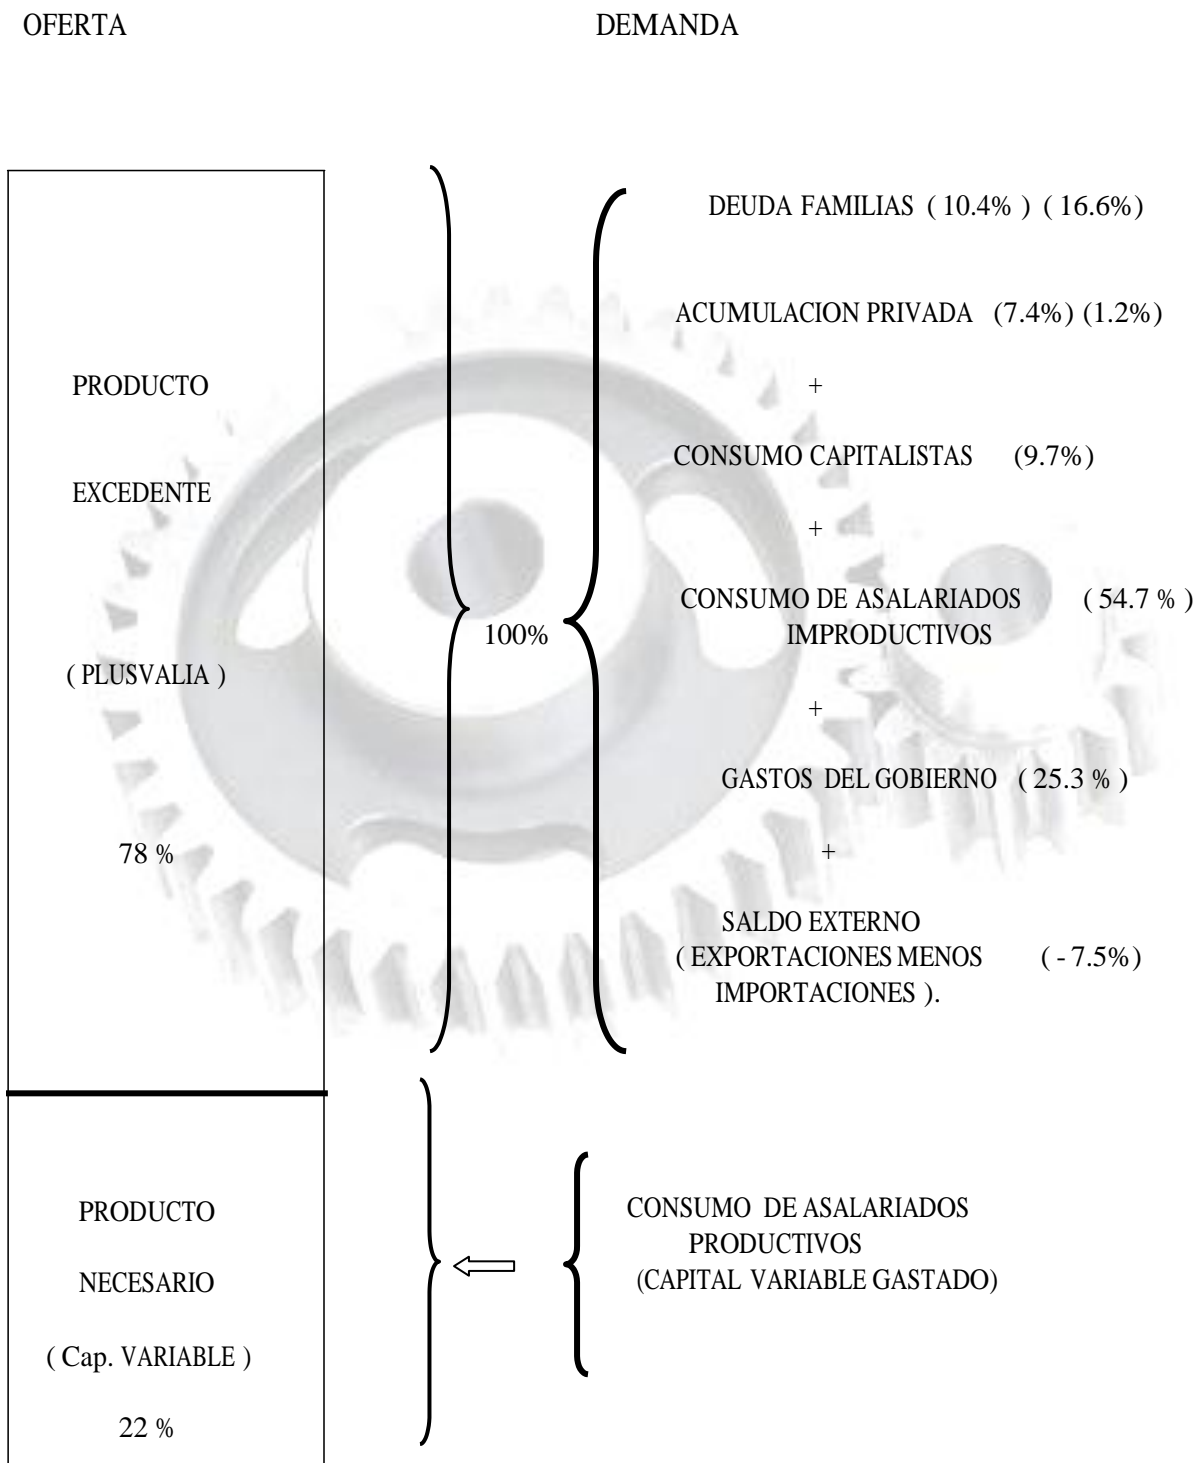 OFERTA
DEMANDA
PRODUCTO
EXCEDENTE
( PLUSVALIA )
78 %
100%
DEUDA FAMILIAS ( 10.4% ) ( 16.6%)
ACUMULACION PRIVADA (7.4%) (1.2%)
+
CONSUMO CAPITALISTAS (9.7%)
+
CONSUMO DE ASALARIADOS ( 54.7 % )
IMPRODUCTIVOS
+
GASTOS DEL GOBIERNO ( 25.3 % )
+
SALDO EXTERNO
( EXPORTACIONES MENOS ( - 7.5%)
IMPORTACIONES ).
PRODUCTO
NECESARIO
( Cap. VARIABLE )
22 %
CONSUMO DE ASALARIADOS
PRODUCTIVOS
(CAPITAL VARIABLE GASTADO)